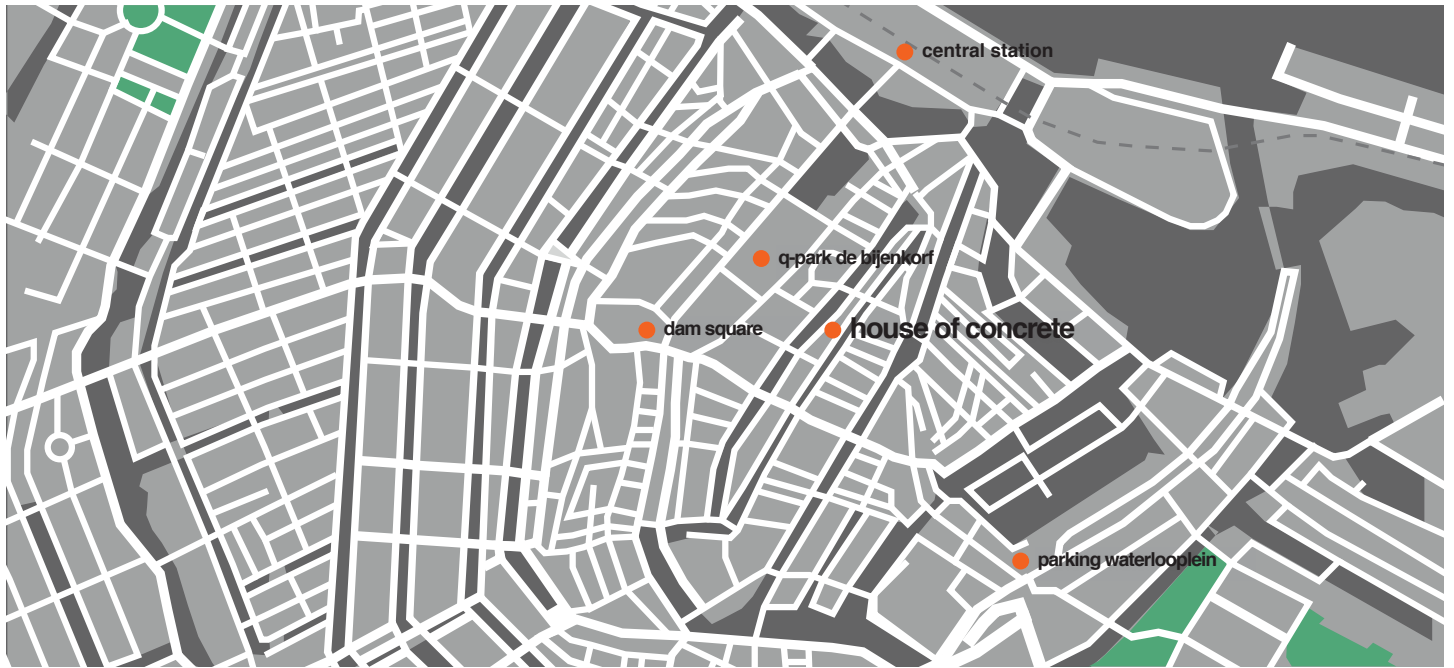 central station
q-park de bijenkorf
dam square
house of concrete
parking waterlooplein